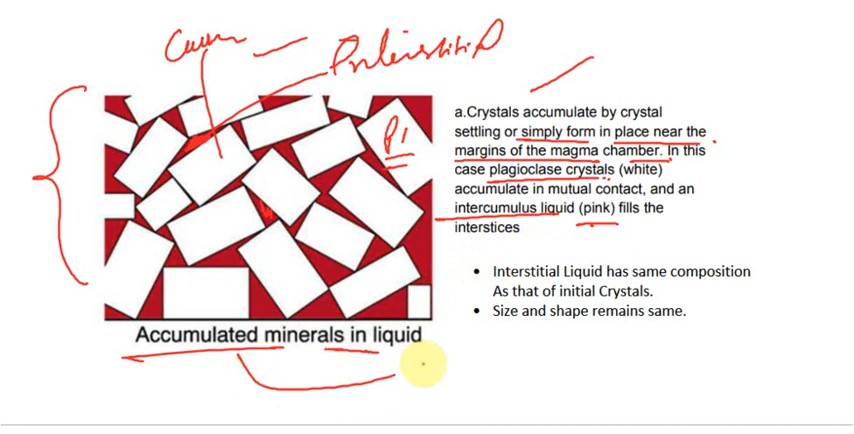 Interstitial
Pl
a.Crystals accumulate by crystal
settling or simply form in place near the
margins of the magma chamber. In this
case plagioclase crystals (white)
accumulate in mutual contact, and an
intercumulus liquid (pink) fills the
interstices
• Interstitial Liquid has same composition
As that of initial Crystals.
• Size and shape remains same.
Accumulated minerals in liquid